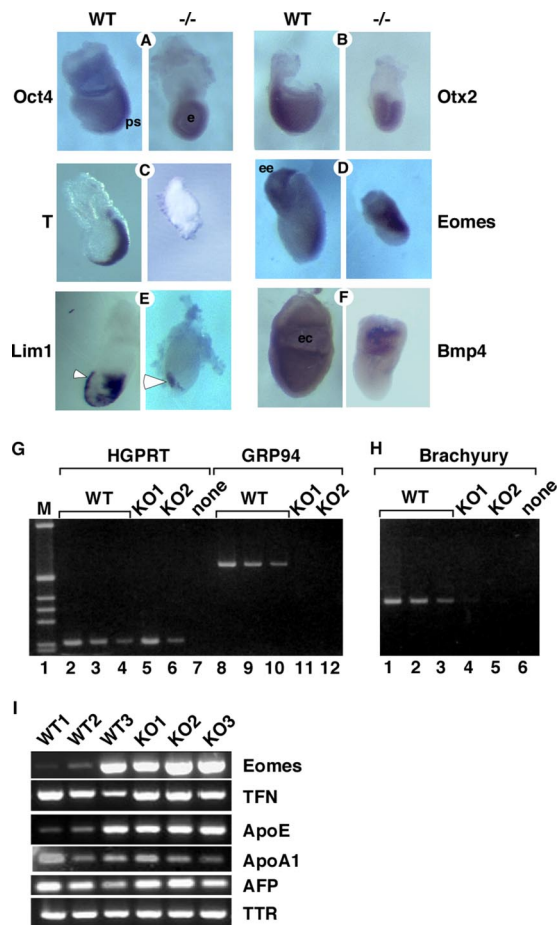 WT -/- WT -/-
A B
Oct4 ps e Otx2
C D
T ee Eomes
E F
Lim1 ec Bmp4
G H
HGPRT GRP94 Brachyury
M WT KO1 KO2 none WT KO1 KO2 WT KO1 KO2 none
1 2 3 4 5 6 7 8 9 10 11 12 1 2 3 4 5 6
I
WT1 WT2 WT3 KO1 KO2 KO3
Eomes
TFN
ApoE
ApoA1
AFP
TTR